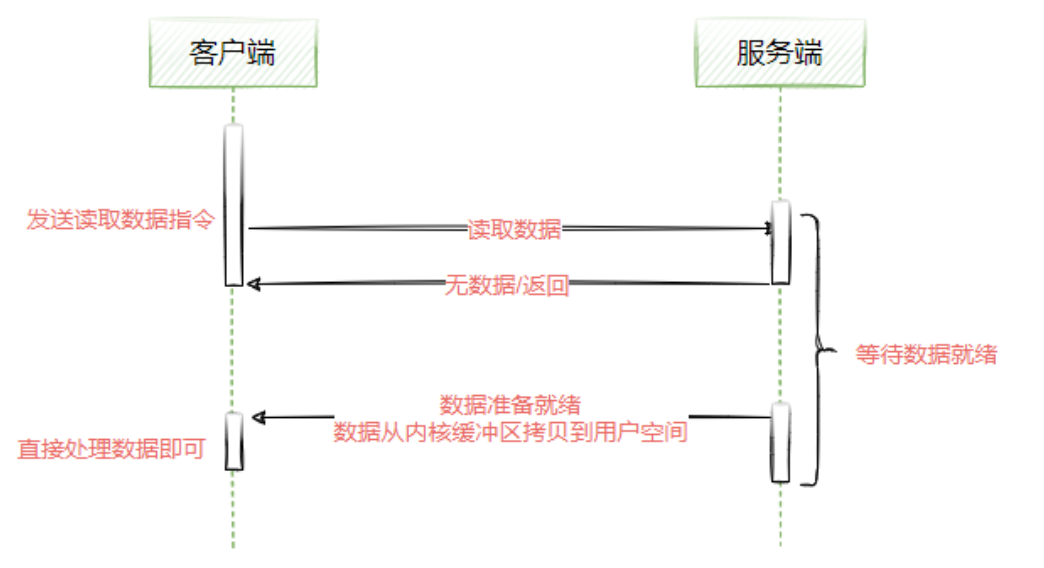 客户端
服务端
发送读取数据指令
读取数据
无数据/返回
等待数据就绪
数据准备就绪
数据从内核缓冲区拷贝到用户空间
直接处理数据即可